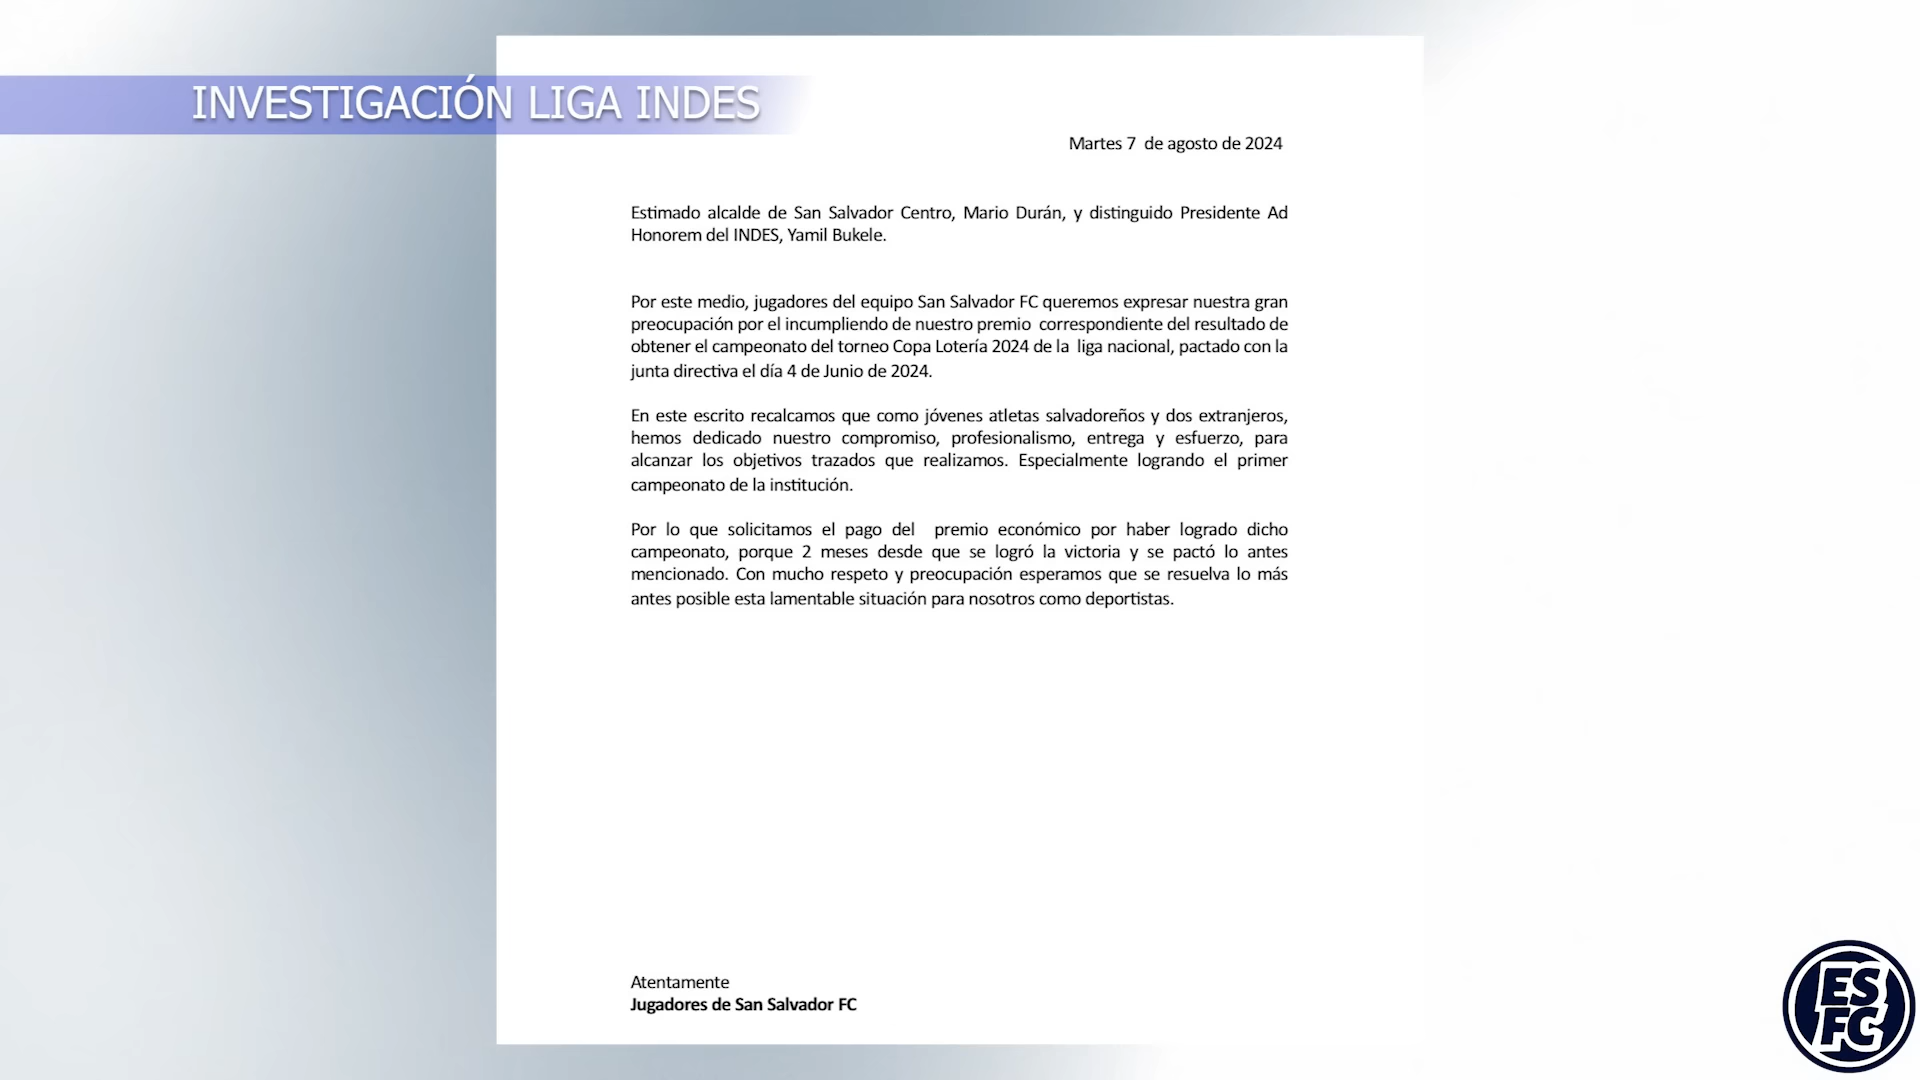 INVESTIGACIÓN LIGA INDES
Martes 7  de agosto de 2024
Estimado alcalde de San Salvador Centro, Mario Durán, y distinguido Presidente Ad
Honorem del INDES, Yamil Bukele.
Por este medio, jugadores del equipo San Salvador FC queremos expresar nuestra gran
preocupación por el incumpliendo de nuestro premio  correspondiente del resultado de
obtener el campeonato del torneo Copa Lotería 2024 de la  liga nacional, pactado con la
junta directiva el día 4 de Junio de 2024.
En este escrito recalcamos que como jóvenes atletas salvadoreños y dos extranjeros,
hemos dedicado nuestro compromiso, profesionalismo, entrega y esfuerzo, para
alcanzar los objetivos trazados que realizamos. Especialmente logrando el primer
campeonato de la institución.
Por lo que solicitamos el pago del  premio económico por haber logrado dicho
campeonato, porque 2 meses desde que se logró la victoria y se pactó lo antes
mencionado. Con mucho respeto y preocupación esperamos que se resuelva lo más
antes posible esta lamentable situación para nosotros como deportistas.
Atentamente
Jugadores de San Salvador FC
ES
FC